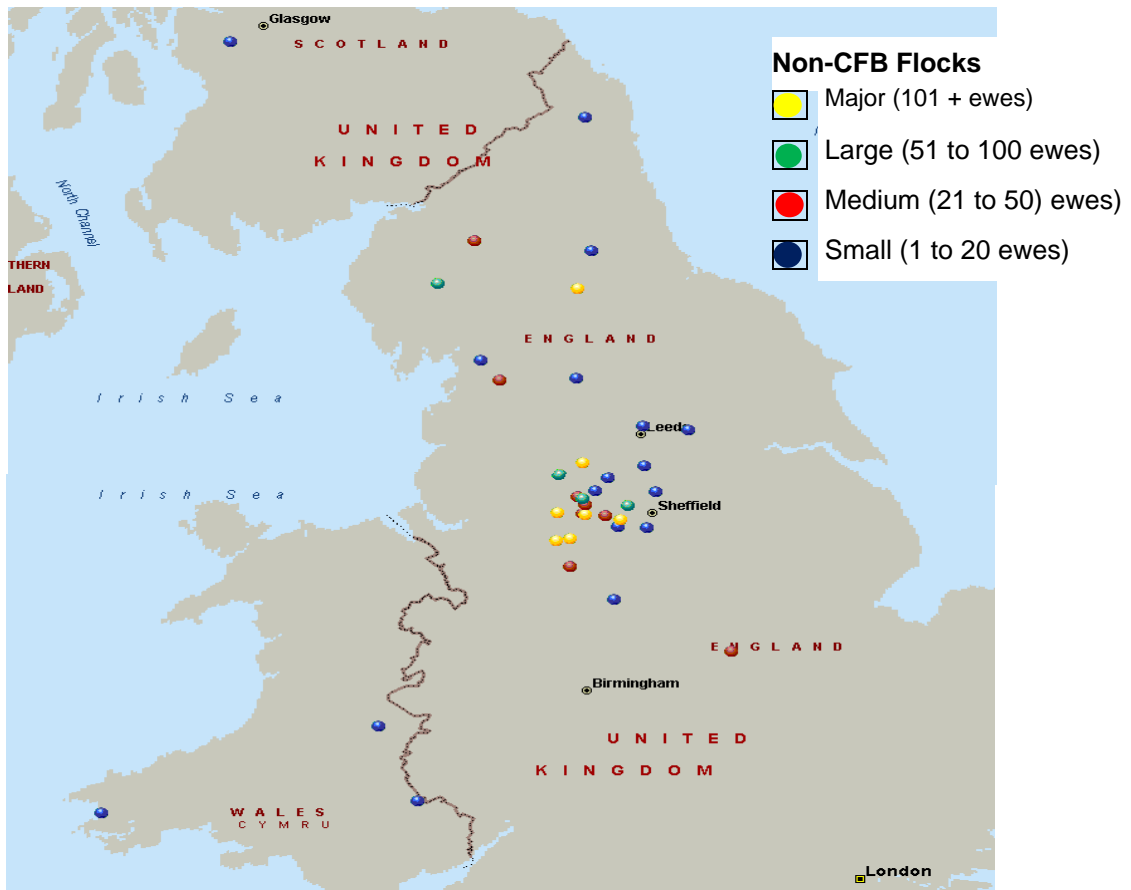 Glasgow
SCOTLAND
Non-CFB Flocks
Major (101 + ewes)
Large (51 to 100 ewes)
Medium (21 to 50) ewes)
Small (1 to 20 ewes)
UNITED
KINGDOM
North Channel
THERN
LAND
ENGLAND
Irish Sea
Leed
Irish Sea
Sheffield
ENGLAND
Birmingham
UNITED
KINGDOM
WALES
CYMRU
London